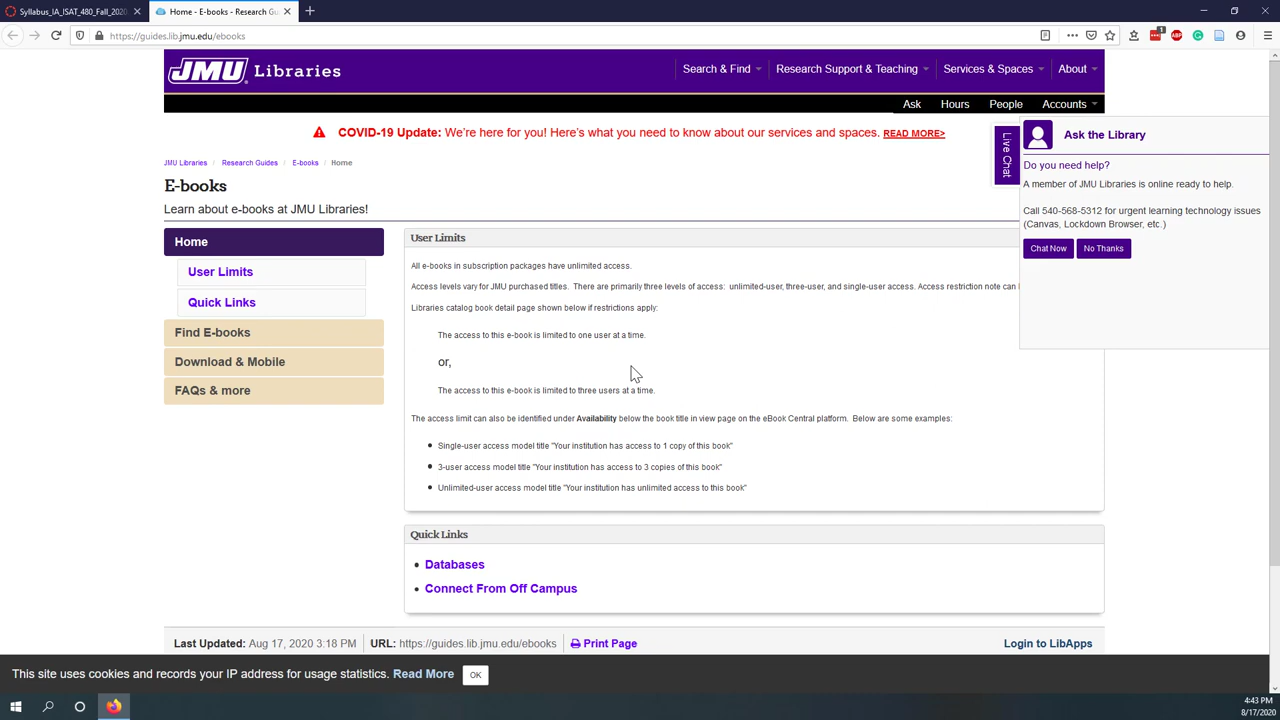 Syllabus_IA_ISAT_480_Fall_2020
Home - E-books - Research Gu
https://guides.lib.jmu.edu/ebooks
JMU Libraries
Search & Find
Research Support & Teaching
Services & Spaces
About
Ask
Hours
People
Accounts
COVID-19 Update: We're here for you! Here's what you need to know about our services and spaces. READ MORE>
JMU Libraries / Research Guides / E-books / Home
E-books
Learn about e-books at JMU Libraries!
Live Chat
Ask the Library
Do you need help?
A member of JMU Libraries is online ready to help.
Call 540-568-5312 for urgent learning technology issues
(Canvas, Lockdown Browser, etc.)
Chat Now
No Thanks
Home
User Limits
Quick Links
Find E-books
Download & Mobile
FAQs & more
User Limits
All e-books in subscription packages have unlimited access.
Access levels vary for JMU purchased titles. There are primarily three levels of access: unlimited-user, three-user, and single-user access. Access restriction note can
Libraries catalog book detail page shown below if restrictions apply:
The access to this e-book is limited to one user at a time.
or,
The access to this e-book is limited to three users at a time.
The access limit can also be identified under Availability below the book title in view page on the eBook Central platform. Below are some examples:
Single-user access model title "Your institution has access to 1 copy of this book"
3-user access model title "Your institution has access to 3 copies of this book"
Unlimited-user access model title "Your institution has unlimited access to this book"
Quick Links
Databases
Connect From Off Campus
Last Updated: Aug 17, 2020 3:18 PM
URL: https://guides.lib.jmu.edu/ebooks
Print Page
Login to LibApps
This site uses cookies and records your IP address for usage statistics. Read More
OK
4:43 PM
8/17/2020